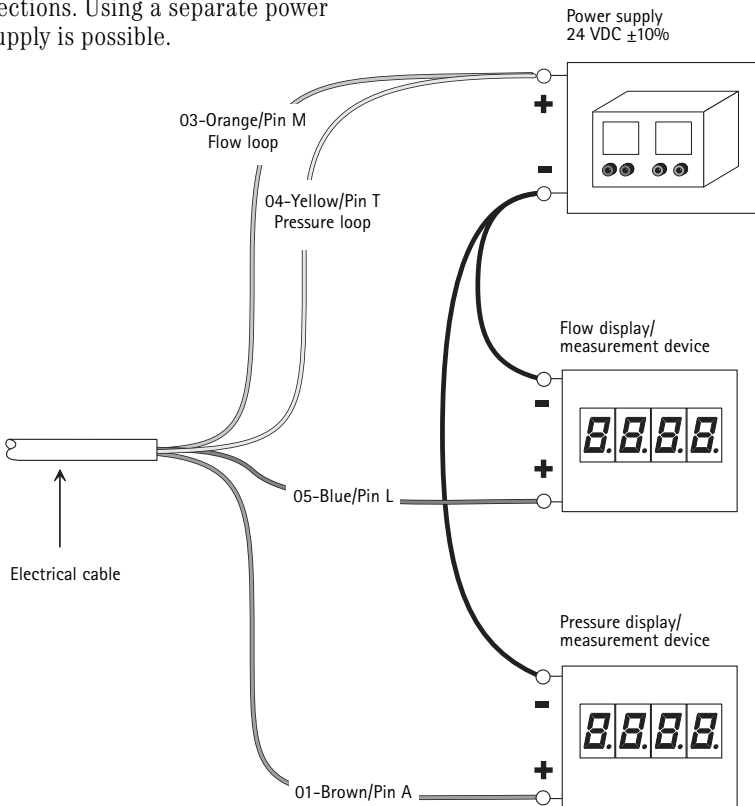 ections. Using a separate power
upply is possible.
Power supply
24 VDC ±10%
03-Orange/Pin M
Flow loop
+
-
04-Yellow/Pin T
Pressure loop
Flow display/
measurement device
-
8.8.8.8.
+
05-Blue/Pin L
Electrical cable
Pressure display/
measurement device
-
8.8.8.8.
+
01-Brown/Pin A